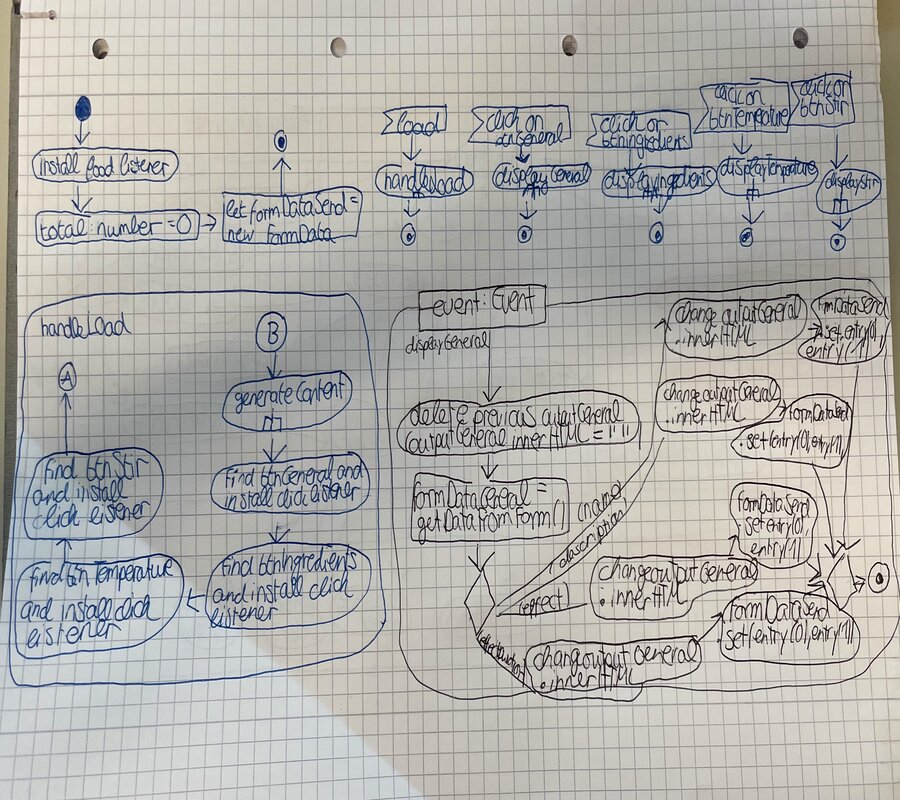 install load listener
total: number = 0
let formDataSend =
new FormData
load
handleLoad
click on
btnGeneral
displayGeneral
click on
btnIngredients
displayIngredients
click on
btnTemperature
displayTemperature
click on
btnStir
displayStir
handleLoad
A
find btnStir
and install
click listener
find btnTemperature
and install click
listener
B
generateContent
find btnGeneral and
install click listener
find btnIngredients
and install click
listener
event: Event
displayGeneral
delete previous outputGeneral
outputGeneral.innerHTML = ""
formDataGeneral =
getDataFromForm()
[name]
description]
[effect]
change outputGeneral
.innerHTML
formDataSend
.set(entry[0],
entry[1])
change outputGeneral
.innerHTML
formDataSend
.set(entry[0],entry[1])
change outputGeneral
.innerHTML
formDataSend
.set(entry[0],
entry[1])
change output General
.innerHTML
formDataSend
set(entry[0],entry[1])